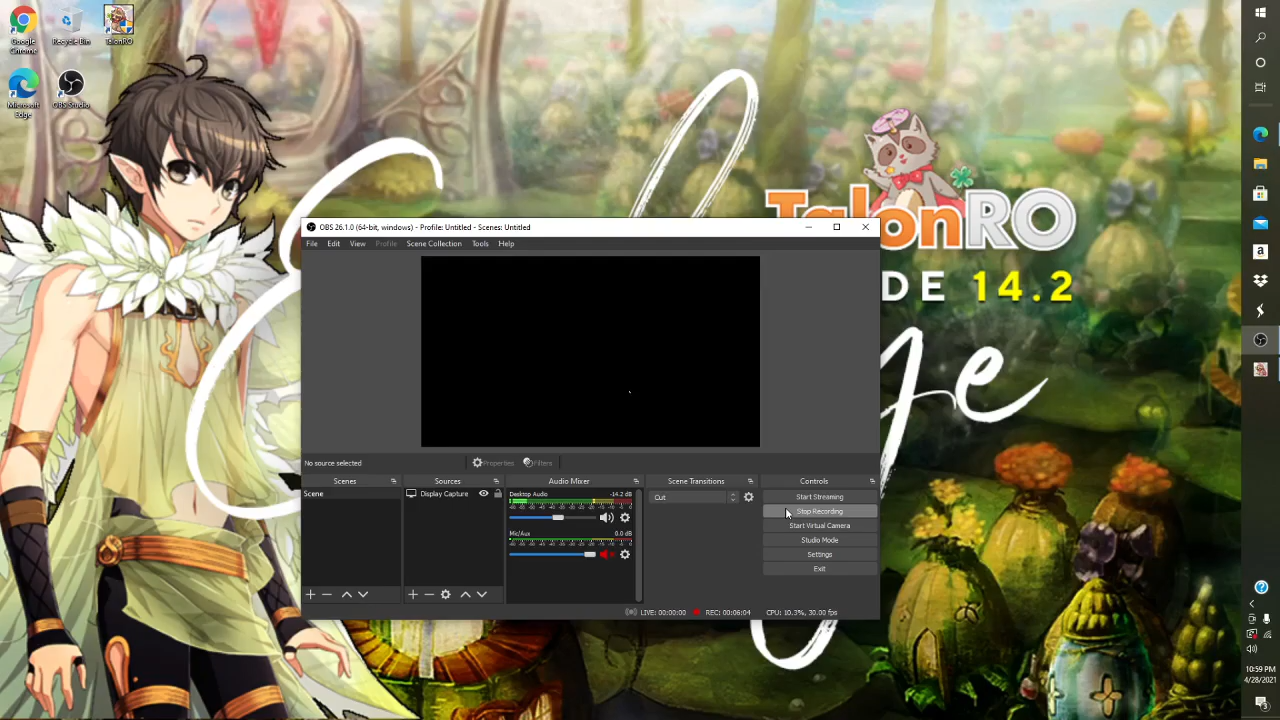 Google
Chrome
Recycle Bin
TalonRO
Microsoft
Edge
OBS Studio
TalonRO
DE 14.2
OBS 26.1.0 (64-bit, windows) - Profile: Untitled - Scenes: Untitled
File Edit View Profile Scene Collection Tools Help
No source selected
Properties
Filters
Scenes
Sources
Audio Mixer
Scene Transitions
Controls
Scene
Display Capture
Desktop Audio -14.2 dB
Mic/Aux 0.0 dB
Cut
Start Streaming
Stop Recording
Start Virtual Camera
Studio Mode
Settings
Exit
LIVE: 00:00:00
REC: 00:06:04
CPU: 10.3%, 30.00 fps
10:59 PM
4/28/2021